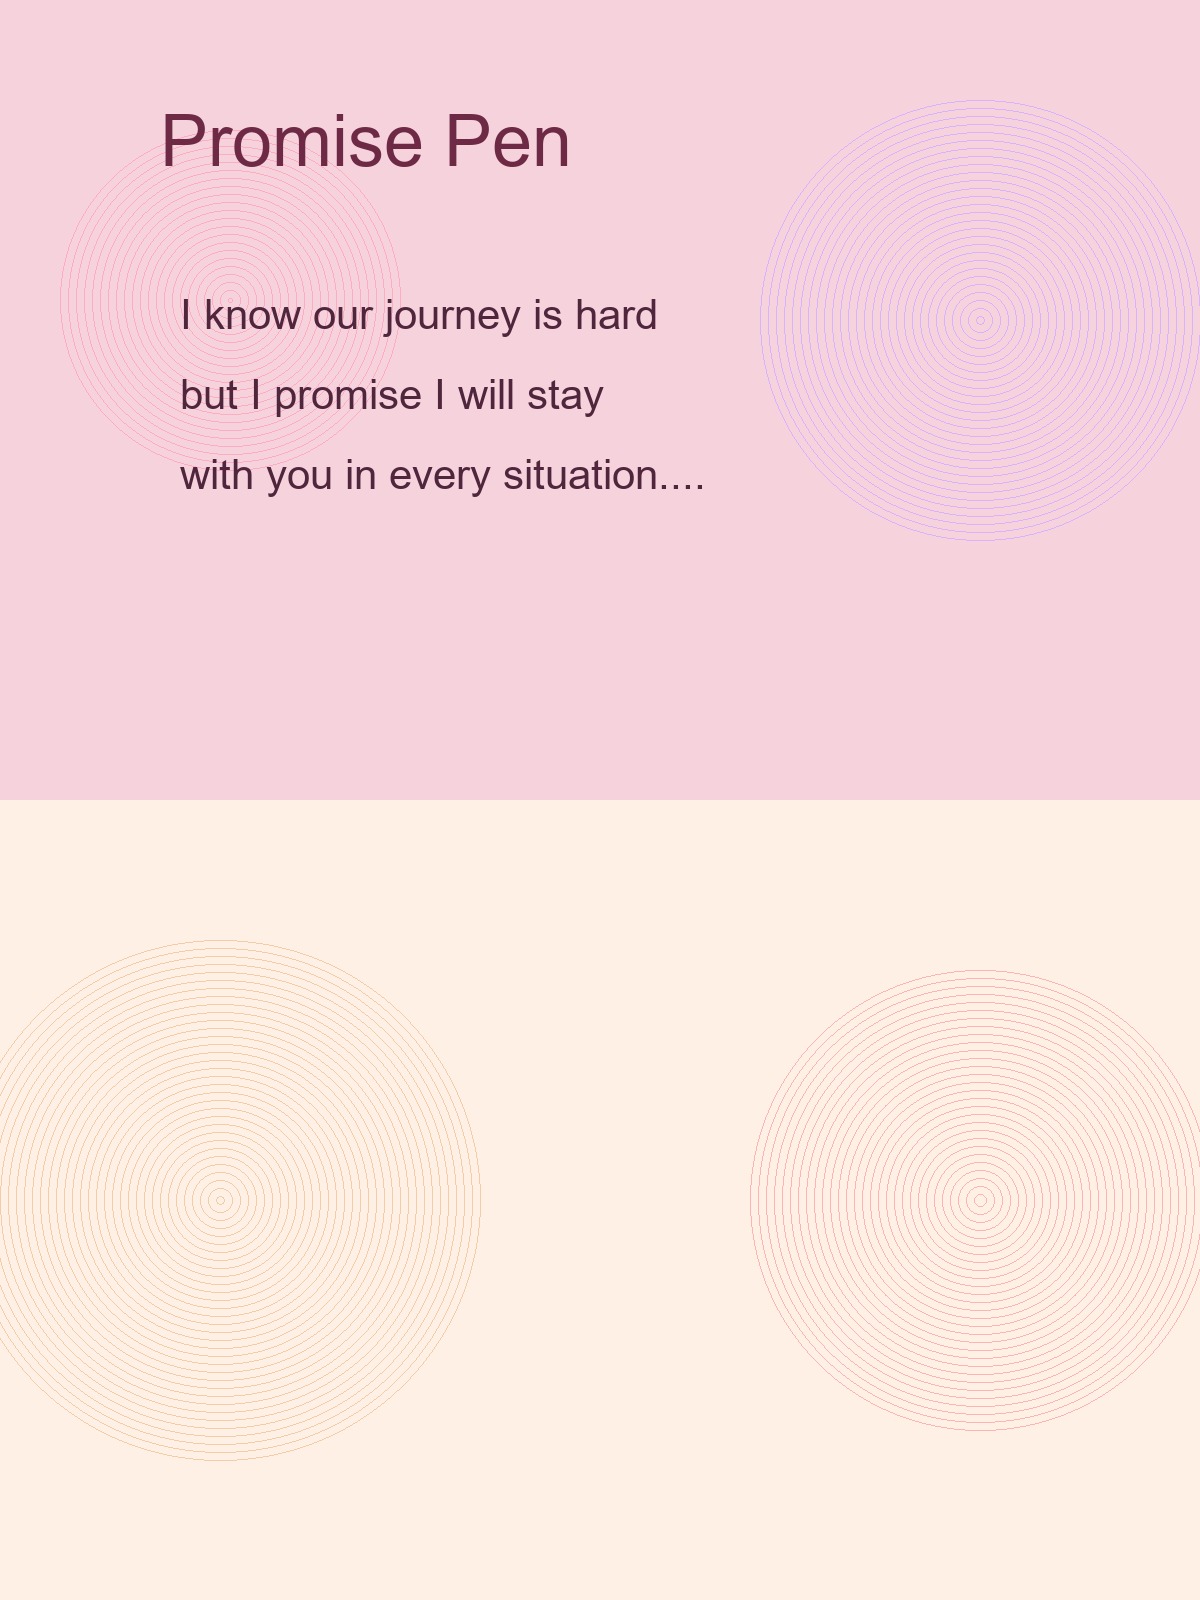 Promise Pen
I know our journey is hard
but I promise I will stay
with you in every situation....